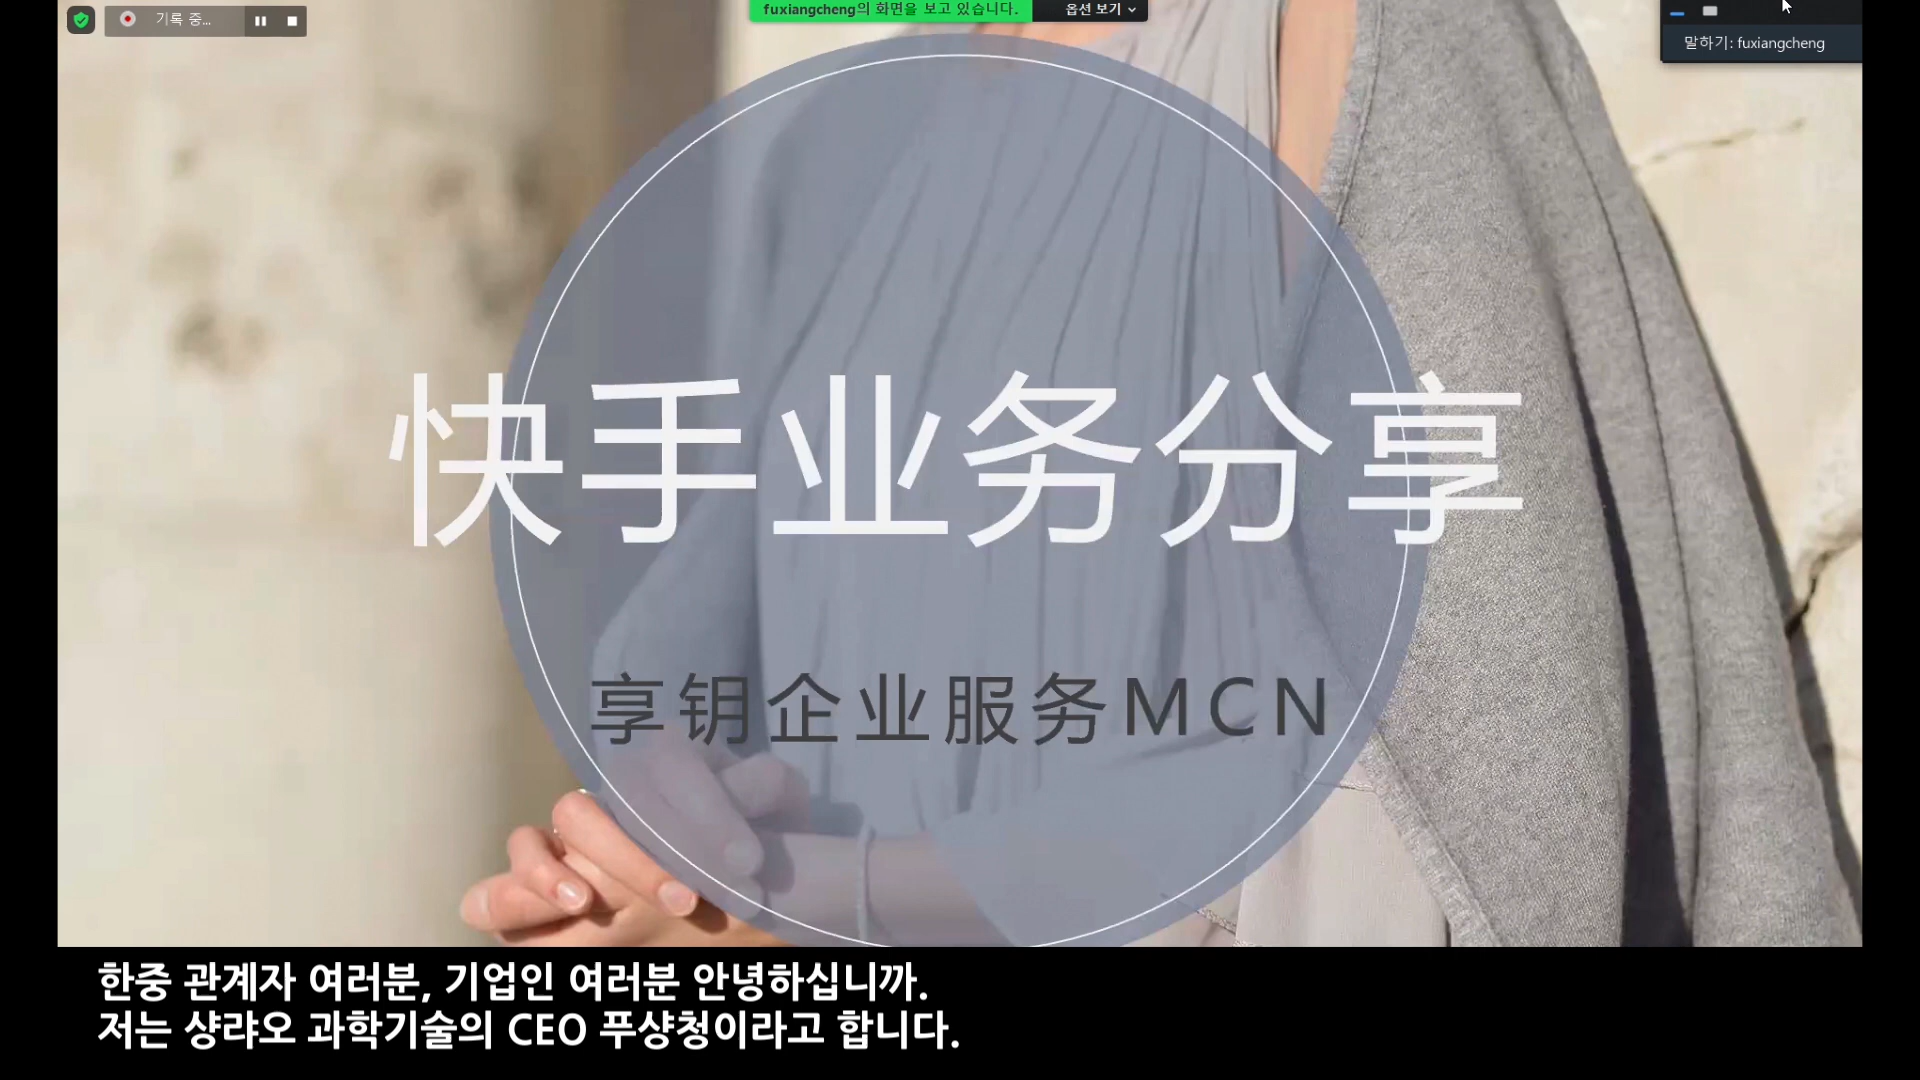 기록 중...
fuxiangcheng의 화면을 보고 있습니다.
옵션 보기
말하기: fuxiangcheng
快手业务分享
享钥企业服务MCN
한중 관계자 여러분, 기업인 여러분 안녕하십니까.
저는 샹랴오 과학기술의 CEO 푸샹청이라고 합니다.